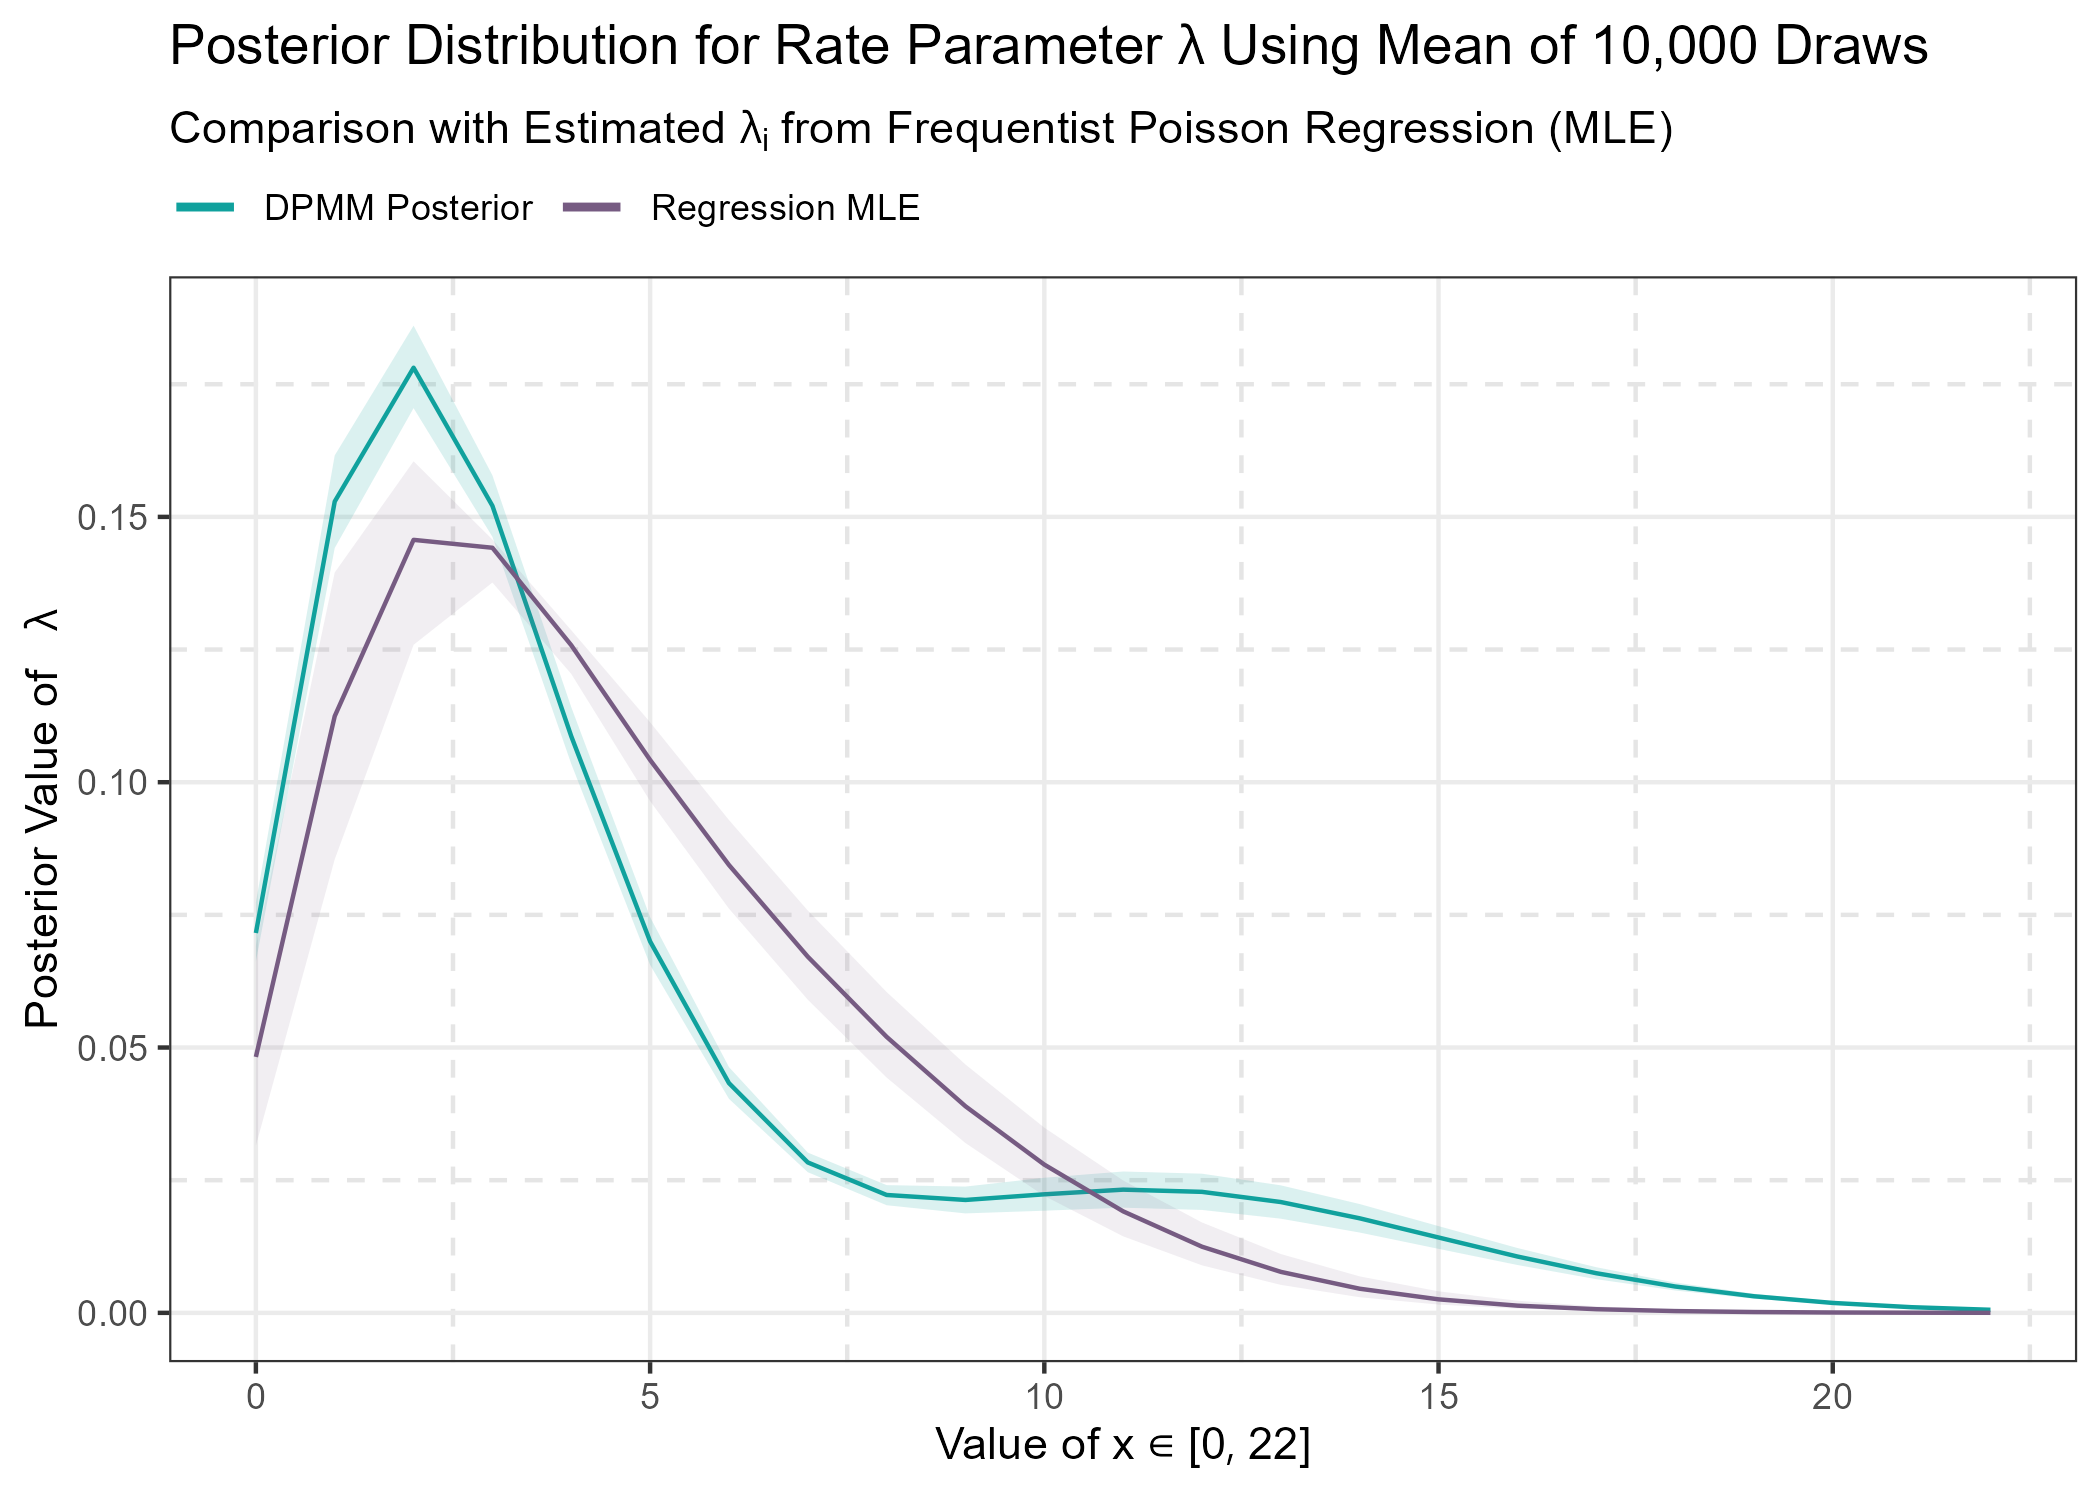 Posterior Distribution for Rate Parameter λ Using Mean of 10,000 Draws
Comparison with Estimated λi from Frequentist Poisson Regression (MLE)
DPMM Posterior Regression MLE
Posterior Value of λ
0.15
0.10
0.05
0.00
0 5 10 15 20
Value of x ∈ [0, 22]